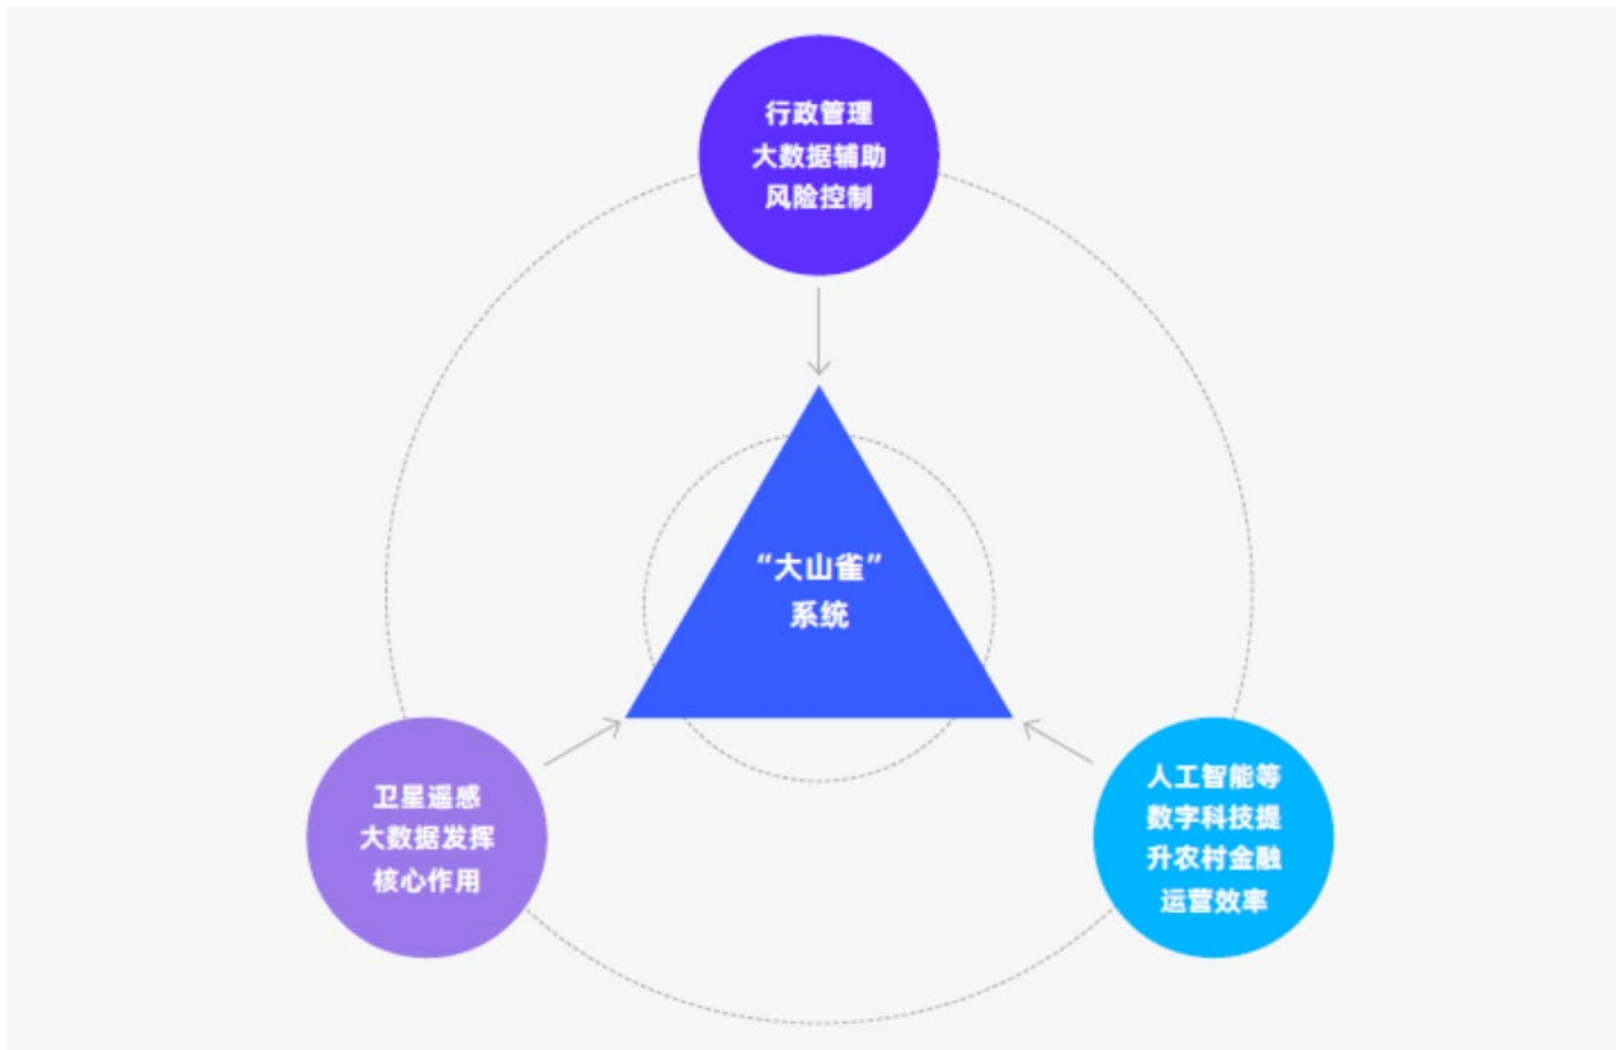 行政管理
大数据辅助
风险控制
“大山雀”
系统
卫星遥感
大数据发挥
核心作用
人工智能等
数字科技提
升农村金融
运营效率